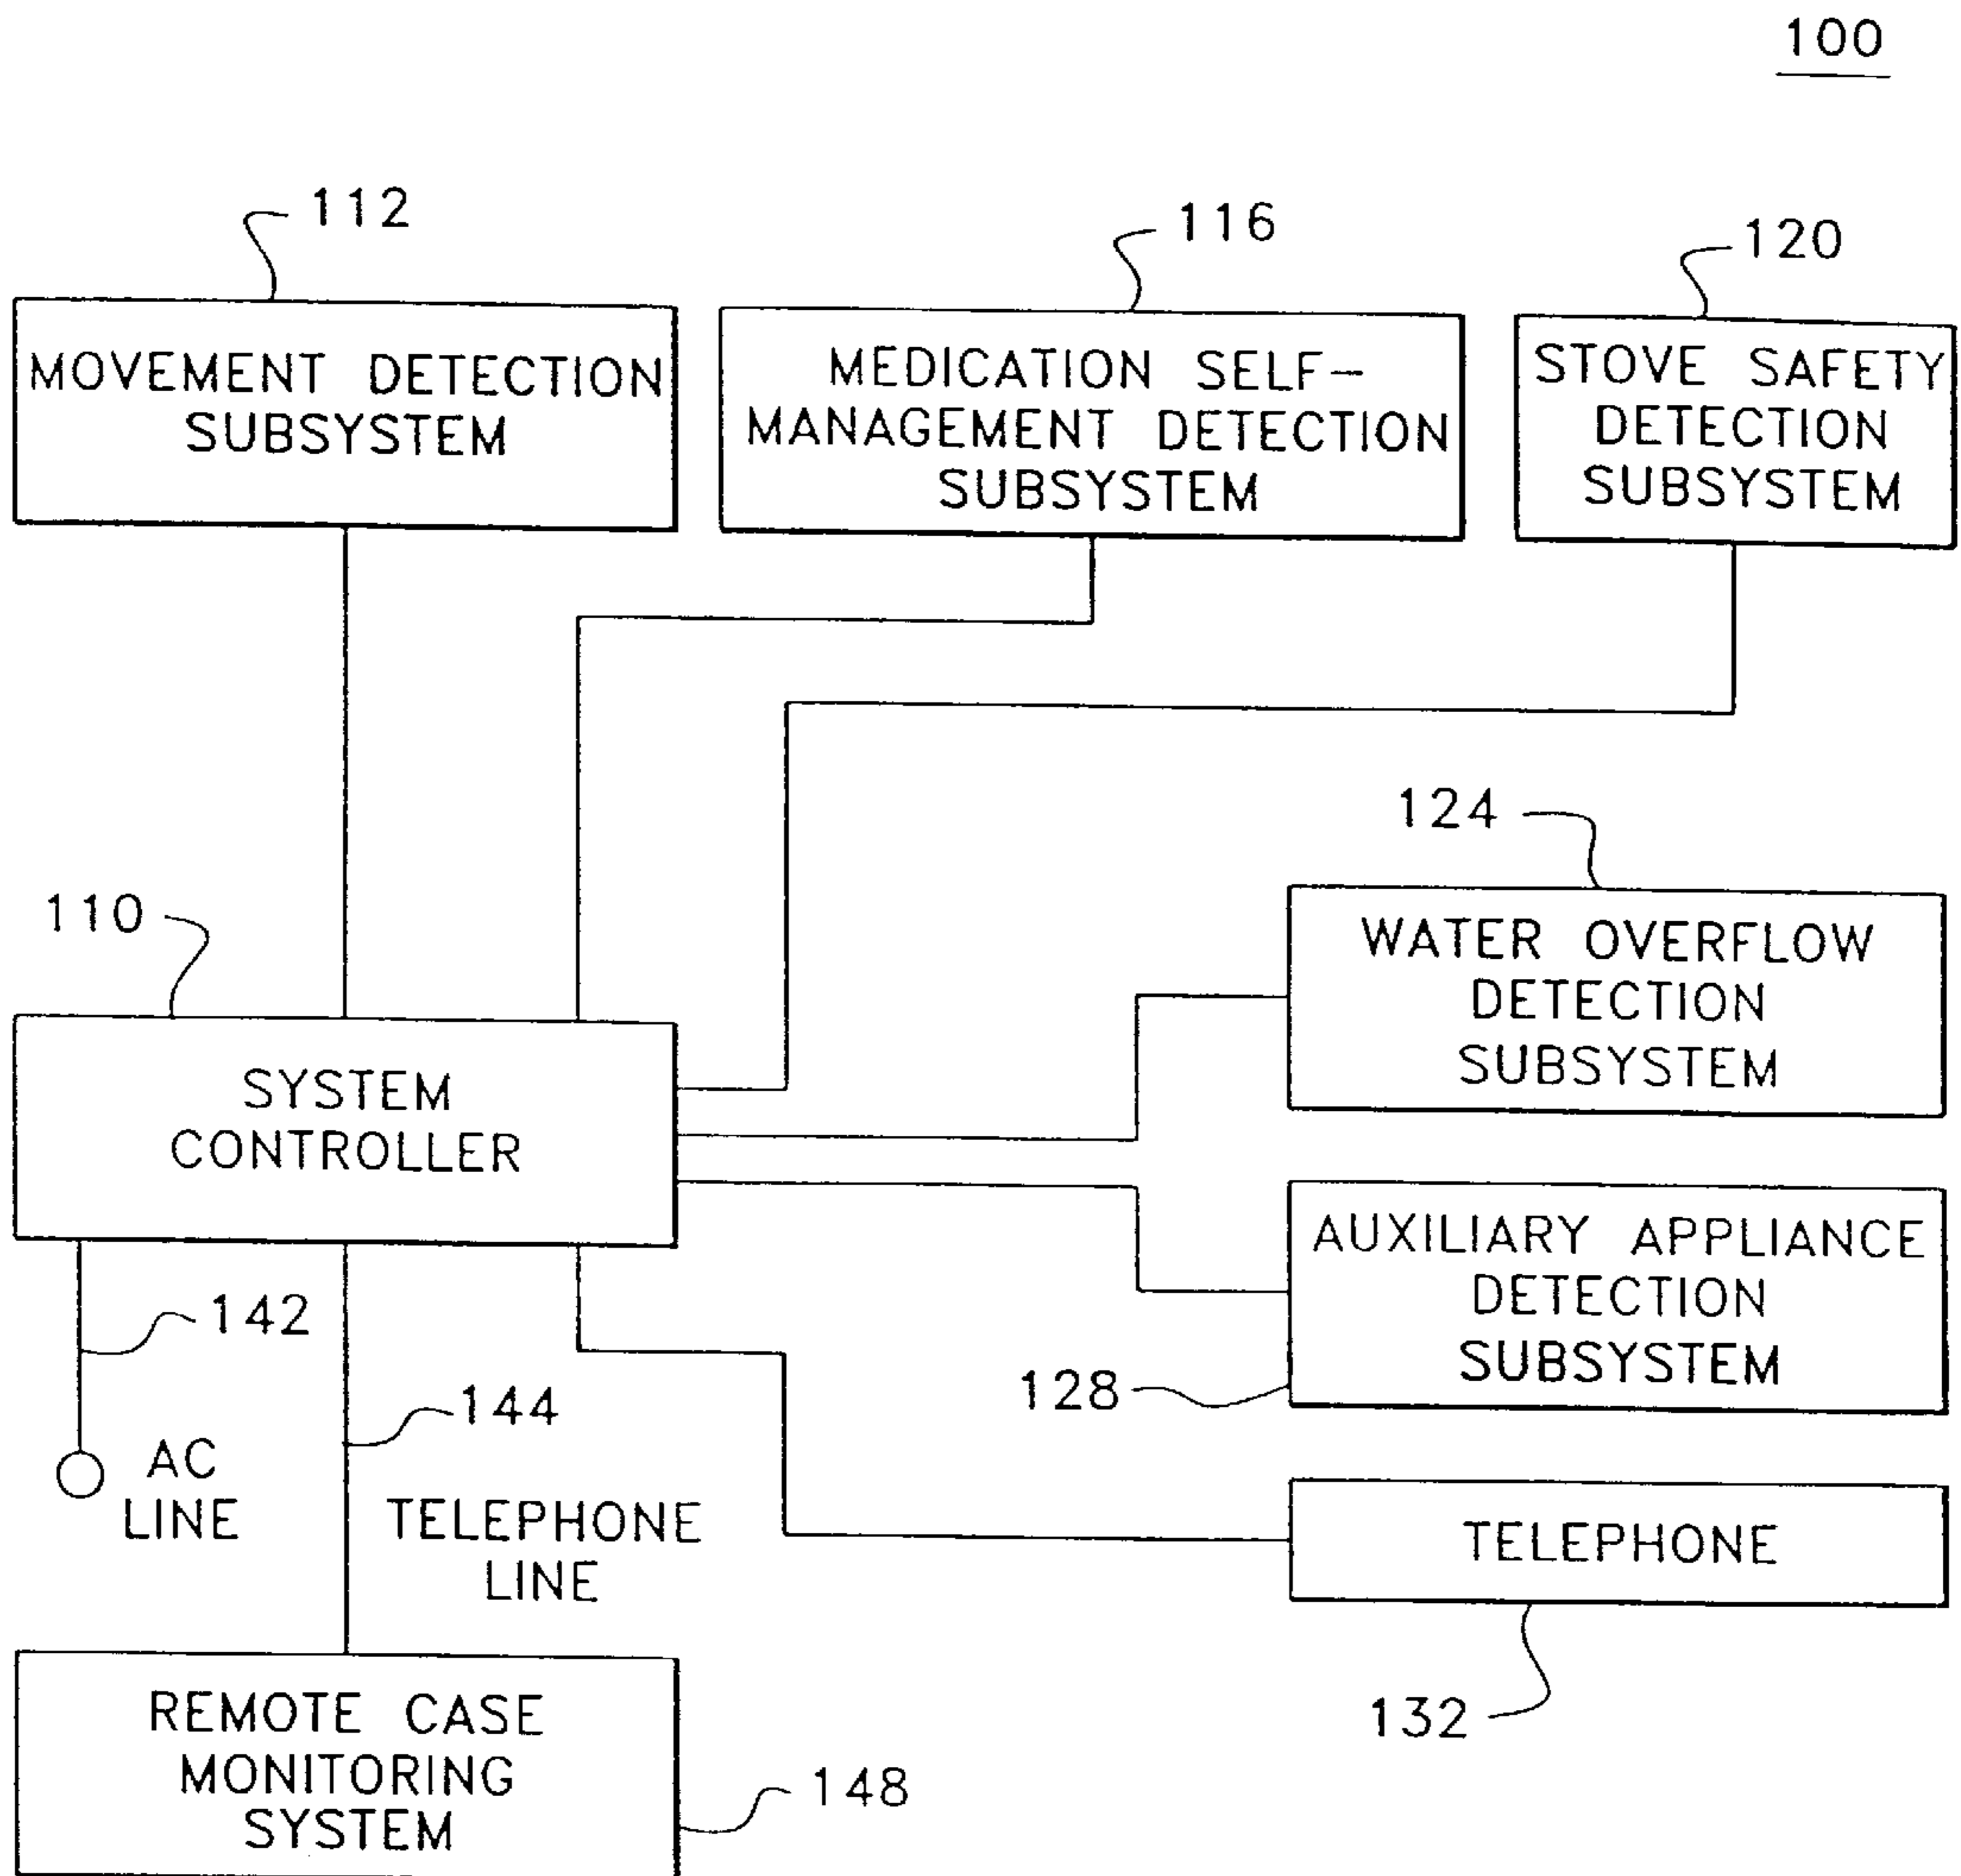 100
112
116
120
MOVEMENT DETECTION
SUBSYSTEM
MEDICATION SELF-
MANAGEMENT DETECTION
SUBSYSTEM
STOVE SAFETY
DETECTION
SUBSYSTEM
124
110
WATER OVERFLOW
DETECTION
SUBSYSTEM
SYSTEM
CONTROLLER
AUXILIARY APPLIANCE
DETECTION
SUBSYSTEM
128
142
144
AC
LINE
TELEPHONE
LINE
TELEPHONE
132
REMOTE CASE
MONITORING
SYSTEM
148